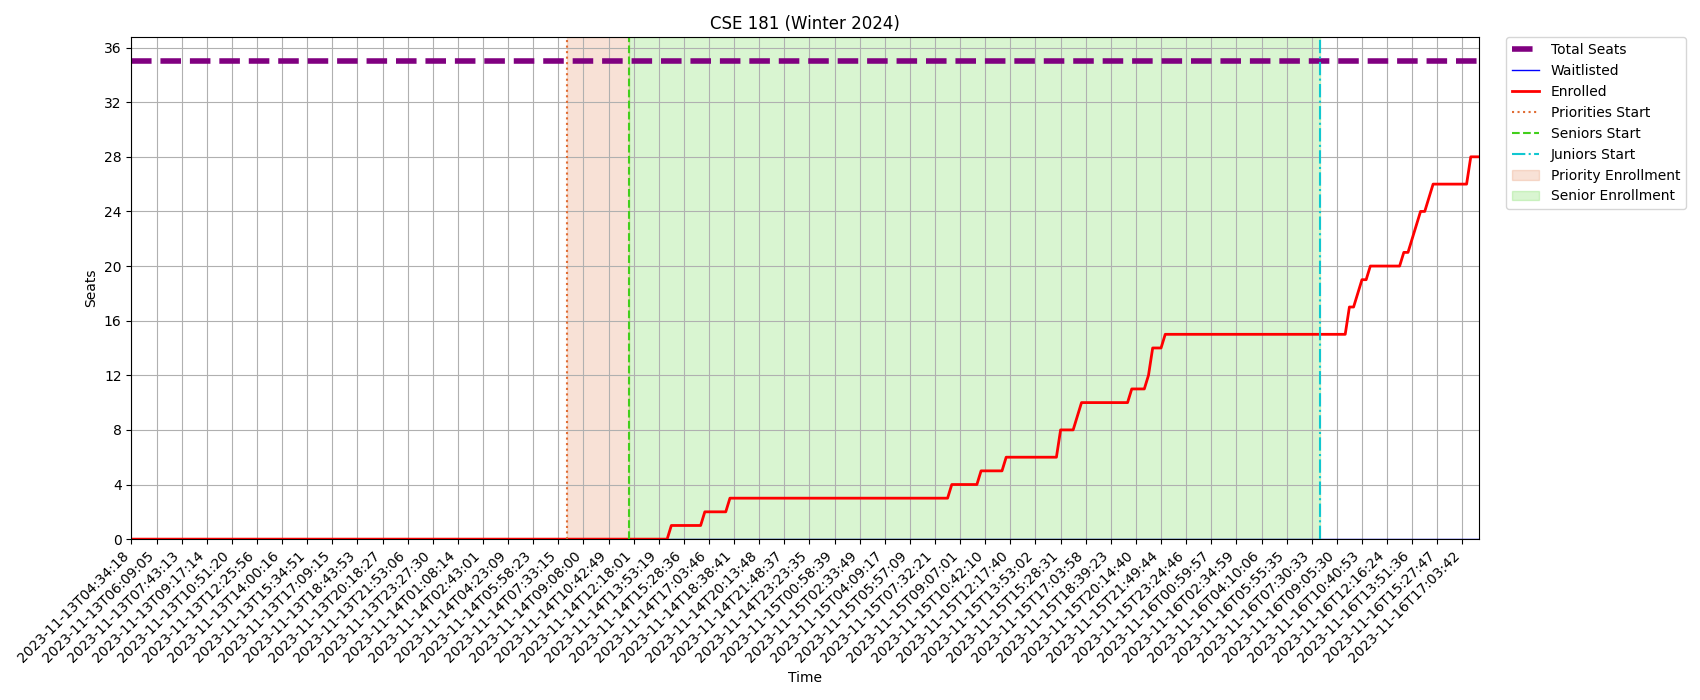 CSE 181 (Winter 2024)
Seats
36
32
28
24
20
16
12
8
4
0
2023-11-13T04:34:18
2023-11-13T06:09:05
2023-11-13T07:43:13
2023-11-13T09:17:14
2023-11-13T10:51:20
2023-11-13T12:25:56
2023-11-13T14:00:16
2023-11-13T15:34:51
2023-11-13T17:09:15
2023-11-13T18:43:53
2023-11-13T20:18:27
2023-11-13T21:53:06
2023-11-13T23:27:30
2023-11-14T01:08:14
2023-11-14T02:43:01
2023-11-14T04:23:09
2023-11-14T05:58:23
2023-11-14T07:33:15
2023-11-14T09:08:00
2023-11-14T10:42:49
2023-11-14T12:18:01
2023-11-14T13:53:19
2023-11-14T15:28:36
2023-11-14T17:03:46
2023-11-14T18:38:41
2023-11-14T20:13:48
2023-11-14T21:48:37
2023-11-14T23:23:35
2023-11-15T00:58:39
2023-11-15T02:33:49
2023-11-15T04:09:17
2023-11-15T05:57:09
2023-11-15T07:32:21
2023-11-15T09:07:01
2023-11-15T10:42:10
2023-11-15T12:17:40
2023-11-15T13:53:02
2023-11-15T15:28:31
2023-11-15T17:03:58
2023-11-15T18:39:23
2023-11-15T20:14:40
2023-11-15T21:49:44
2023-11-15T23:24:46
2023-11-16T00:59:57
2023-11-16T02:34:59
2023-11-16T04:10:06
2023-11-16T05:55:35
2023-11-16T07:30:33
2023-11-16T09:05:30
2023-11-16T10:40:53
2023-11-16T12:16:24
2023-11-16T13:51:36
2023-11-16T15:27:47
2023-11-16T17:03:42
Time
Total Seats
Waitlisted
Enrolled
Priorities Start
Seniors Start
Juniors Start
Priority Enrollment
Senior Enrollment